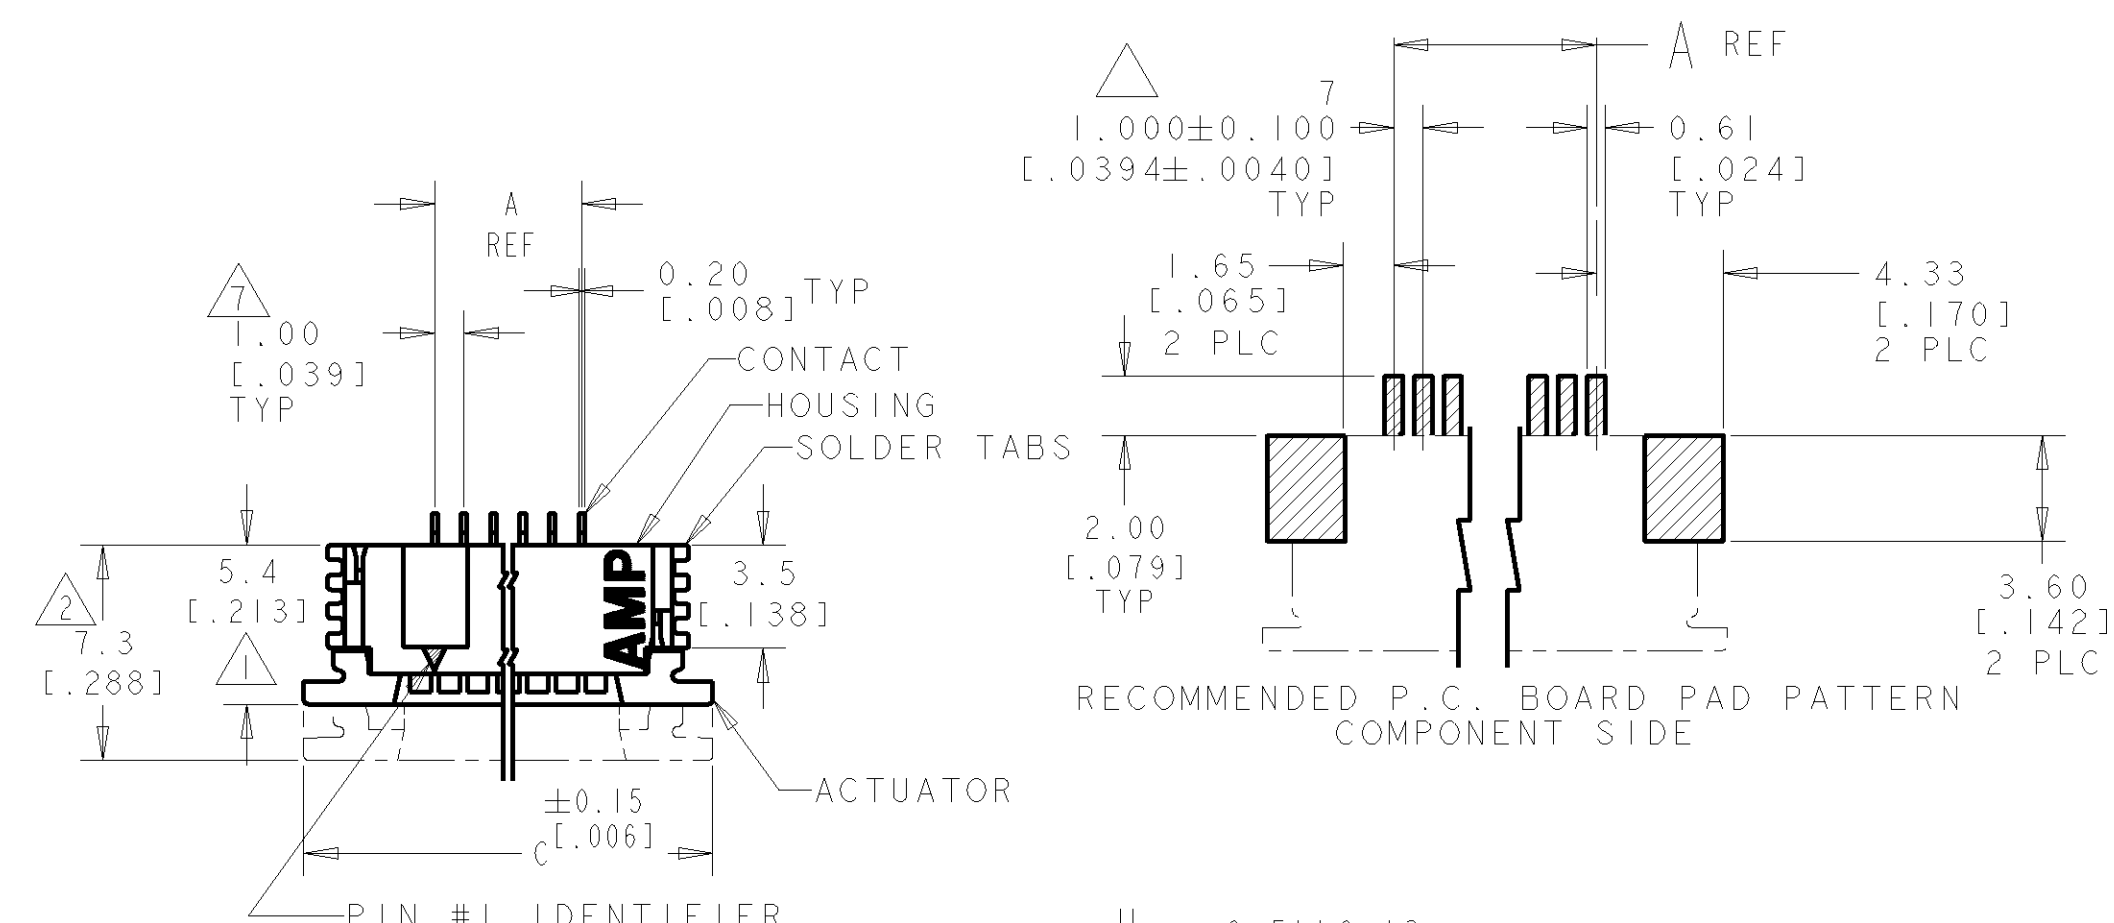 A
REF
7
1.00
[.039]
TYP
0.20
[.008]
TYP
CONTACT
HOUSING
SOLDER TABS
5.4
[.213]
2
7.3
[.288]
1
AMP
3.5
[.138]
ACTUATOR
±0.15
[.006]
C
PIN #1 IDENTIFIER
A REF
7
1.000±0.100
[.0394±.0040]
TYP
0.61
[.024]
TYP
1.65
[.065]
2 PLC
4.33
[.170]
2 PLC
2.00
[.079]
TYP
3.60
[.142]
2 PLC
RECOMMENDED P.C. BOARD PAD PATTERN
COMPONENT SIDE